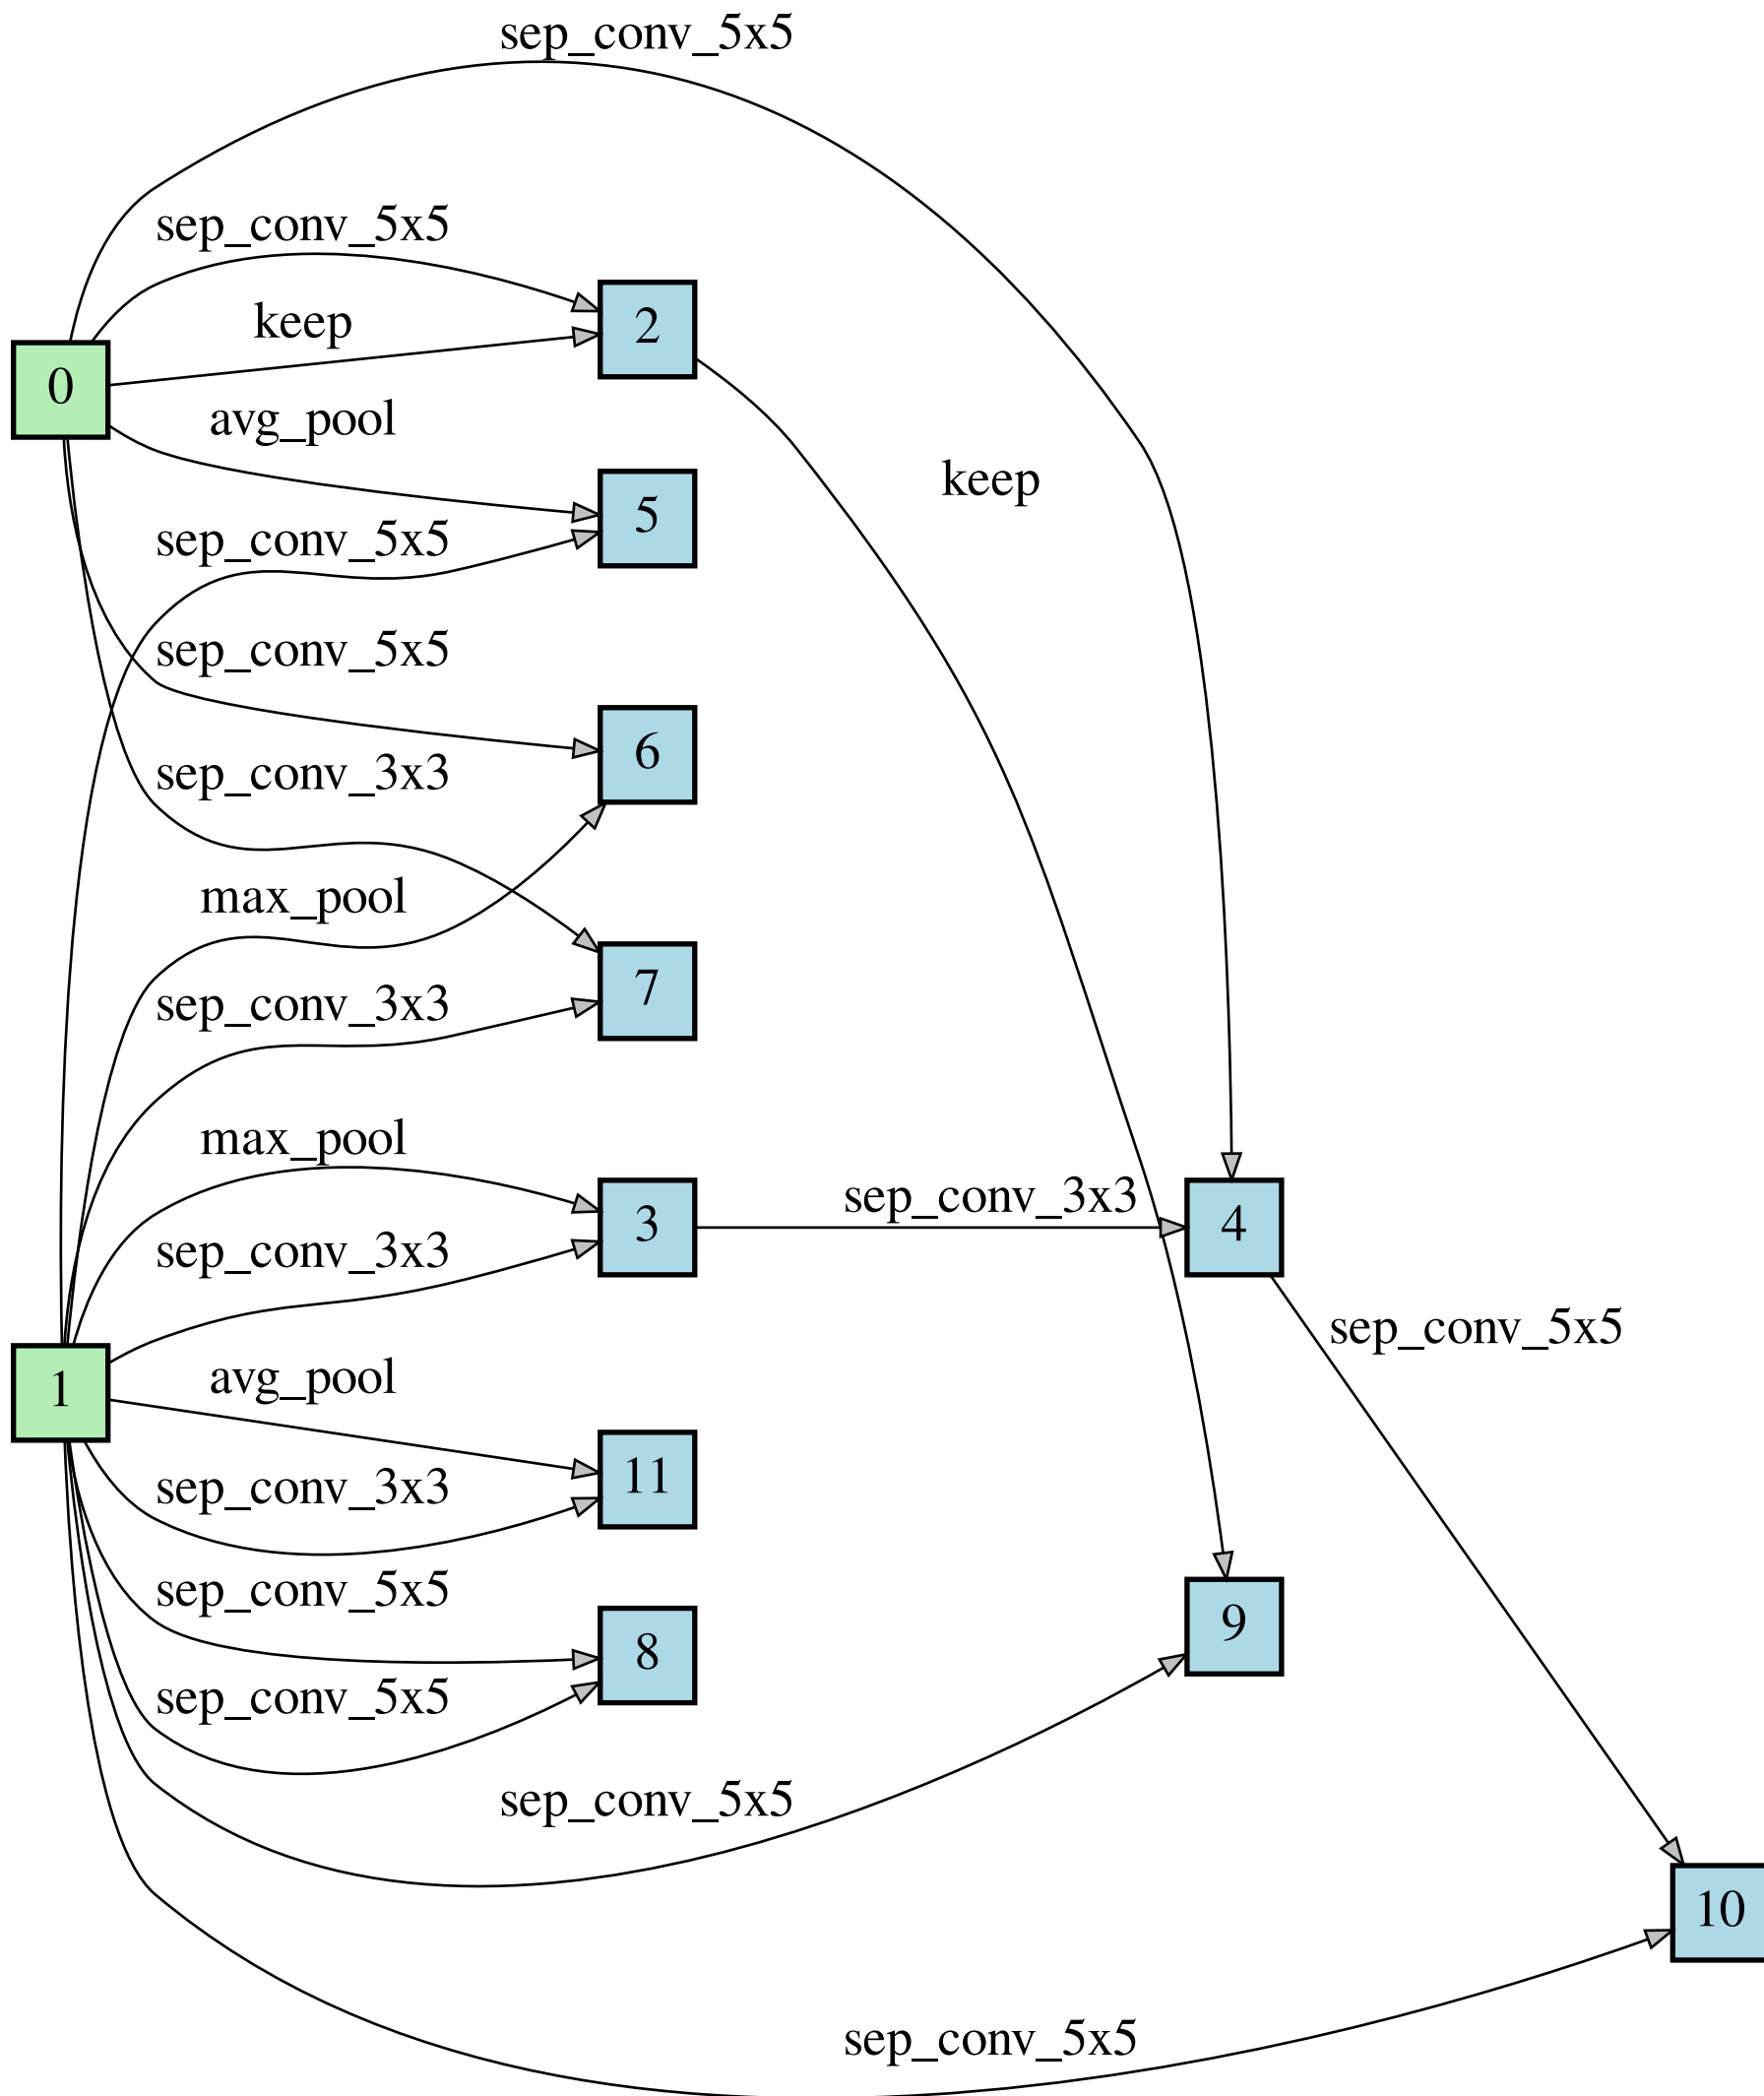 sep_conv_5x5
sep_conv_5x5
keep
2
0
avg_pool
keep
5
sep_conv_5x5
sep_conv_5x5
6
sep_conv_3x3
max_pool
7
sep_conv_3x3
max_pool
sep_conv_3x3
3
4
sep_conv_3x3
sep_conv_5x5
avg_pool
1
11
sep_conv_3x3
sep_conv_5x5
9
8
sep_conv_5x5
sep_conv_5x5
10
sep_conv_5x5